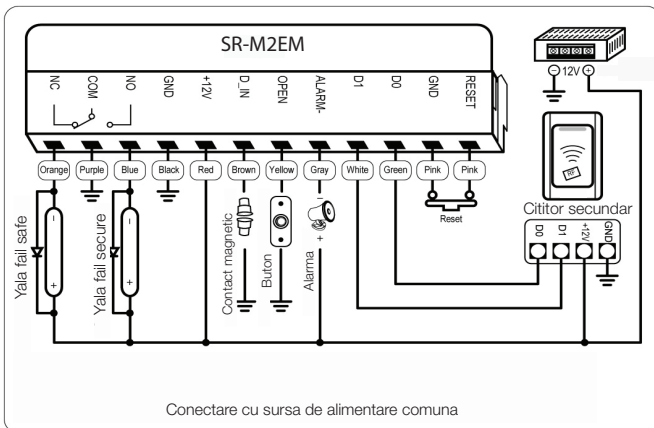 SR-M2EM
NC COM NO GND +12V D_IN OPEN ALARM- D1 D0 GND RESET
Orange Purple Blue Black Red Brown Yellow Gray White Green Pink Pink
- 12V +
RF
Cititor secundar
D0 D1 +12V GND
Yala fail safe
- +
Yala fail secure
- +
Contact magnetic
Buton
Alarma
- +
Reset
Conectare cu sursa de alimentare comuna